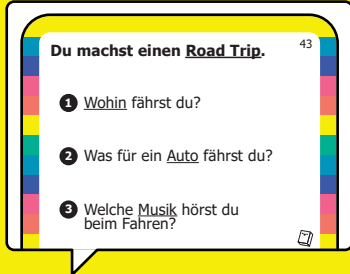 43
Du machst einen Road Trip.
1 Wohin fährst du?
2 Was für ein Auto fährst du?
3 Welche Musik hörst du
beim Fahren?